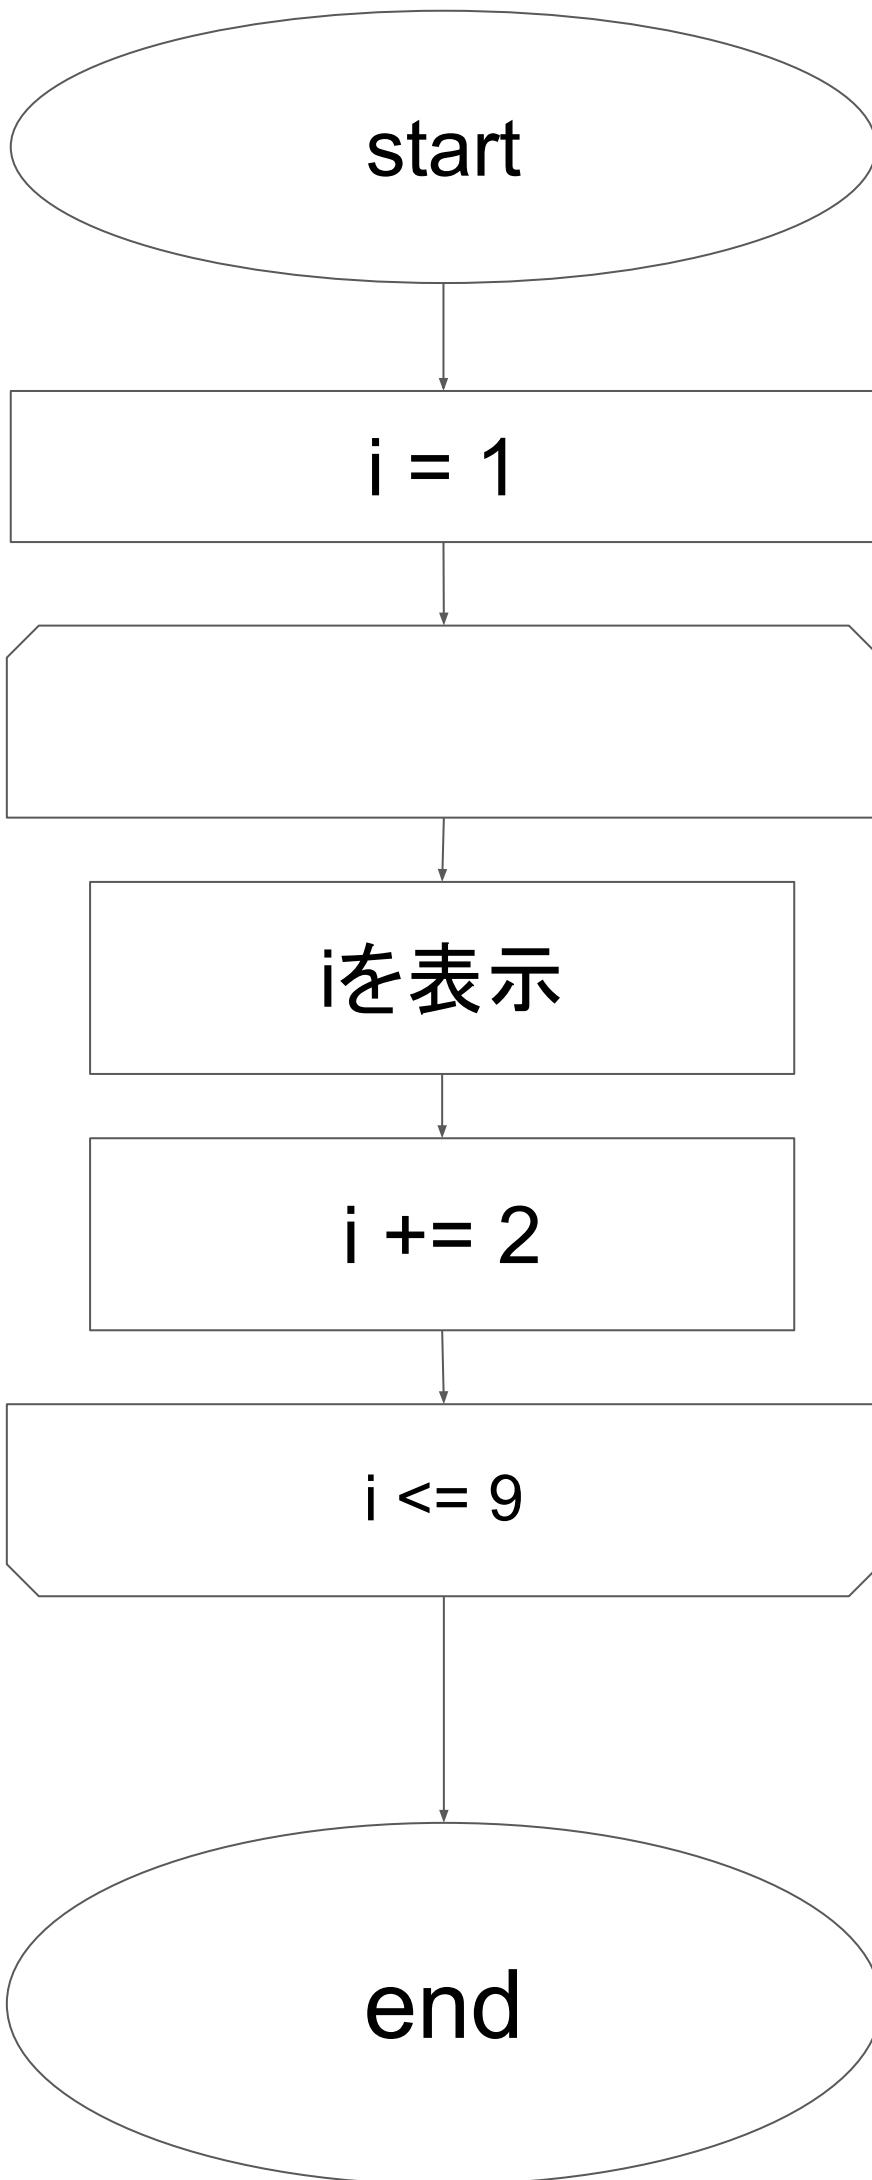 start
i = 1
iを表示
i += 2
i <= 9
end